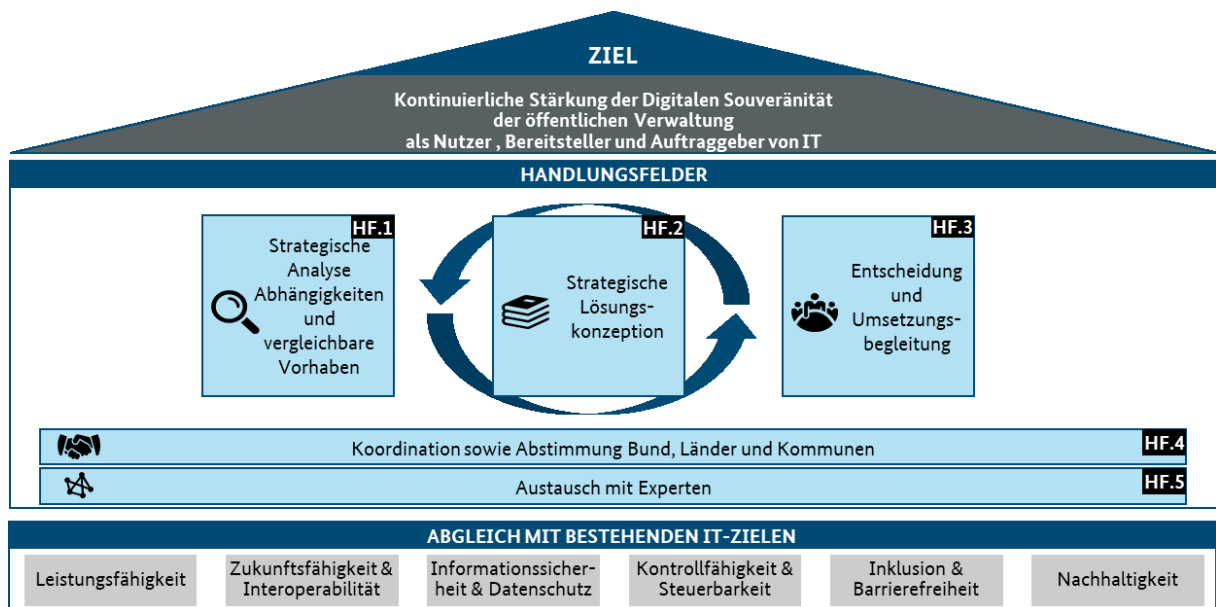 ZIEL
Kontinuierliche Stärkung der Digitalen Souveränität
der öffentlichen Verwaltung
als Nutzer , Bereitsteller und Auftraggeber von IT
HANDLUNGSFELDER
HF.1
Strategische
Analyse
Abhängigkeiten
und
vergleichbare
Vorhaben
HF.2
Strategische
Lösungs-
konzeption
HF.3
Entscheidung
und
Umsetzungs-
begleitung
Koordination sowie Abstimmung Bund, Länder und Kommunen
HF.4
Austausch mit Experten
HF.5
ABGLEICH MIT BESTEHENDEN IT-ZIELEN
Leistungsfähigkeit
Zukunftsfähigkeit &
Interoperabilität
Informationssicher-
heit & Datenschutz
Kontrollfähigkeit &
Steuerbarkeit
Inklusion &
Barrierefreiheit
Nachhaltigkeit